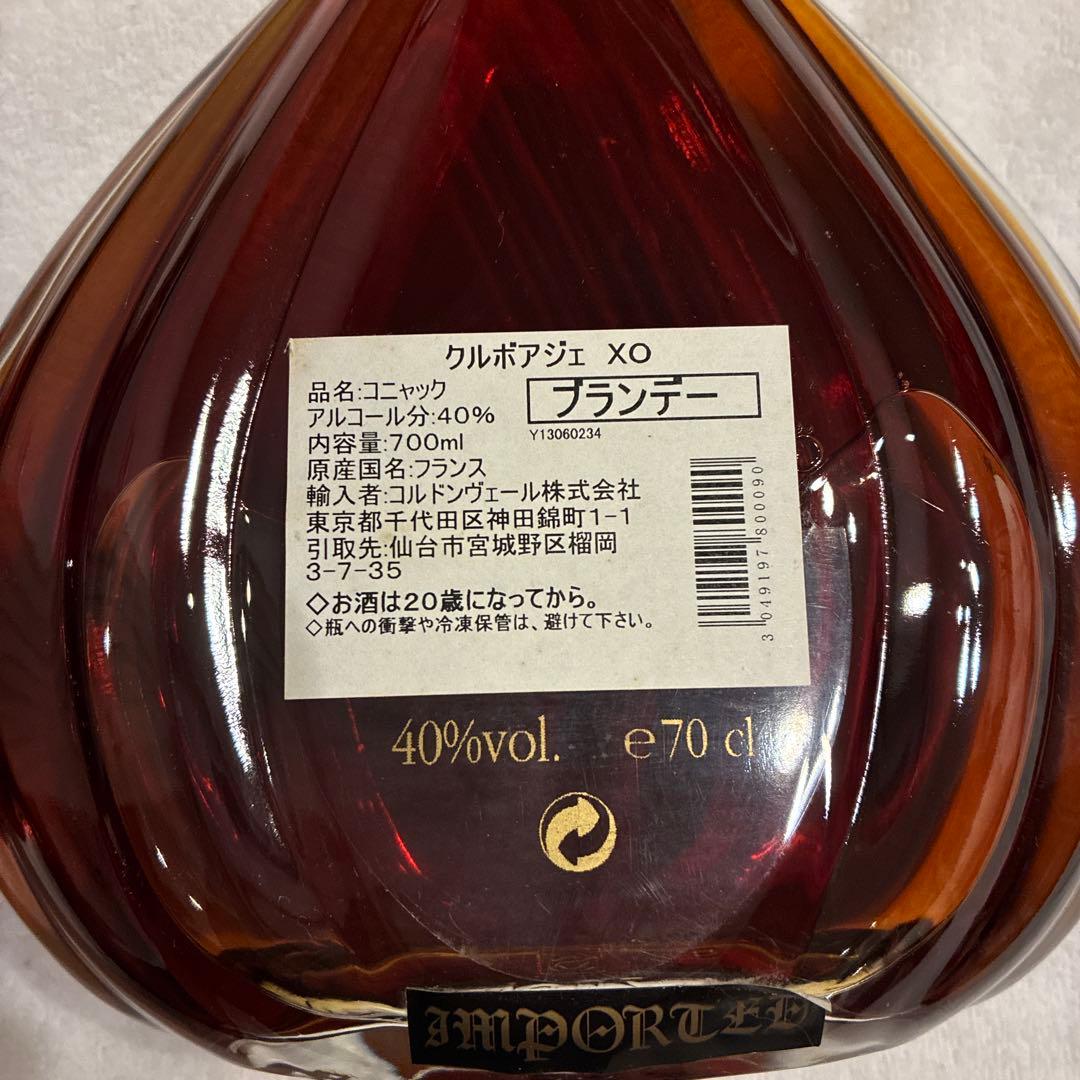 クルボアジェ XO
品名:コニャック
ブランデー
アルコール分:40%
Y13060234
内容量:700ml
原産国名:フランス
輸入者:コルドンヴェール株式会社
東京都千代田区神田錦町1-1
引取先:仙台市宮城野区榴岡
3-7-35
◇お酒は20歳になってから。
◇瓶への衝撃や冷凍保管は、避けて下さい。
3 049197 800090
40%vol. e70 cl
IMPORTED